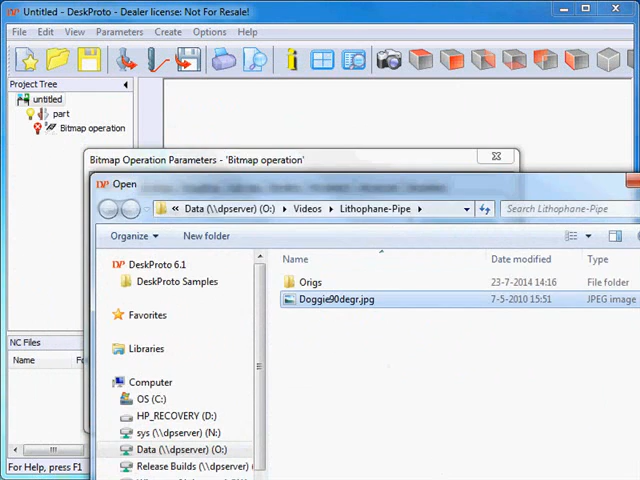 Untitled - DeskProto - Dealer license: Not For Resale!
File Edit View Parameters Create Options Help
Project Tree
untitled
part
Bitmap operation
Bitmap Operation Parameters - 'Bitmap operation'
Open
« Data (\\dpserver) (O:) Videos Lithophane-Pipe
Search Lithophane-Pipe
Organize New folder
DeskProto 6.1
DeskProto Samples
Favorites
Libraries
Computer
OS (C:)
HP_RECOVERY (D:)
sys (\\dpserver) (N:)
Data (\\dpserver) (O:)
Release Builds (\\dpserver)
Name Date modified Type
Origs 23-7-2014 14:16 File folder
Doggie90degr.jpg 7-5-2010 15:51 JPEG image
NC Files
Name
For Help, press F1